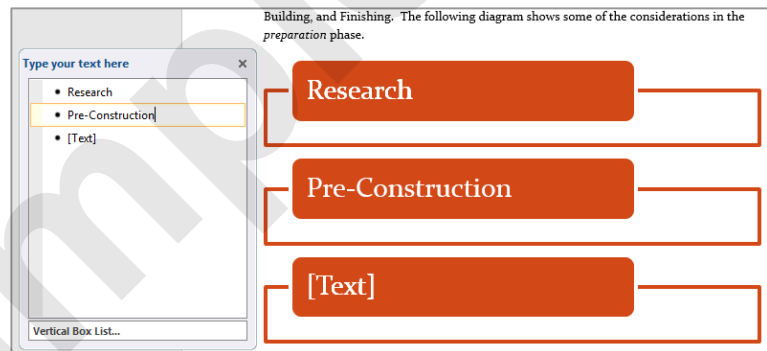 Building, and Finishing. The following diagram shows some of the considerations in the
preparation phase.
Type your text here
Research
Pre-Construction
[Text]
Vertical Box List...
Research
Pre-Construction
[Text]